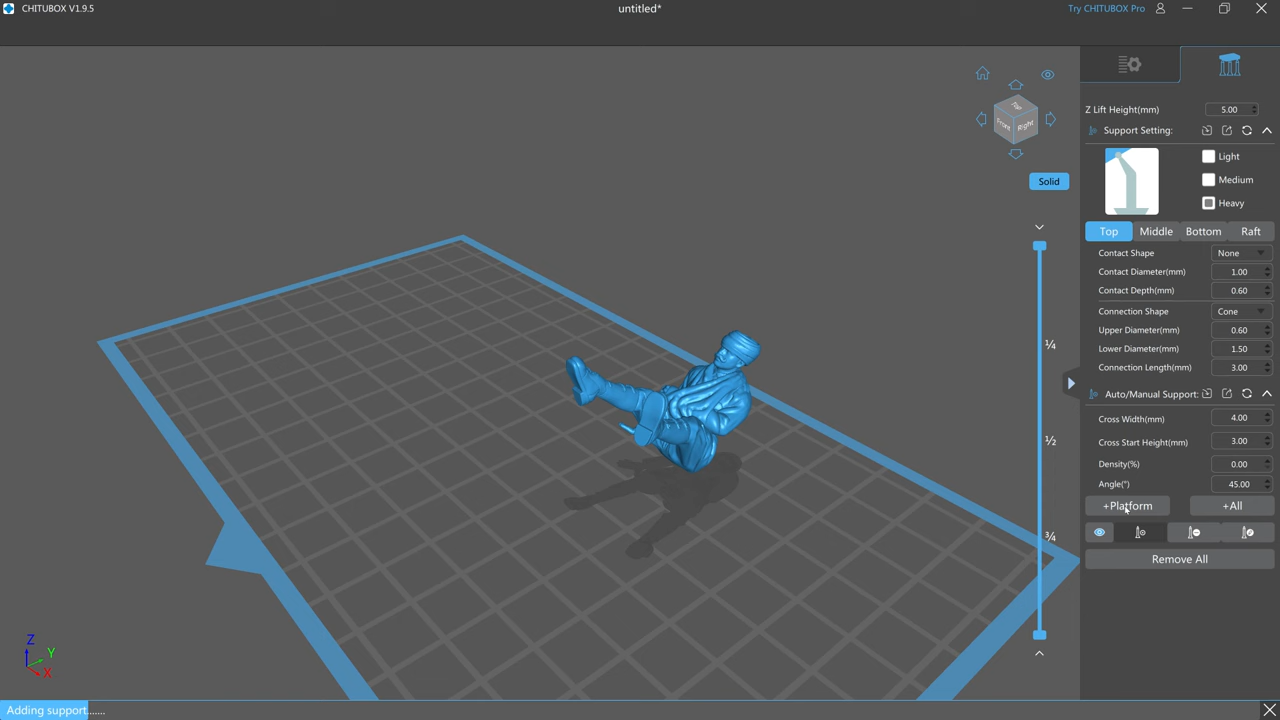 CHITUBOX V1.9.5
untitled*
Try CHITUBOX Pro
Z Lift Height(mm) 5.00
Support Setting:
Light
Medium
Heavy
Top Middle Bottom Raft
Contact Shape None
Contact Diameter(mm) 1.00
Contact Depth(mm) 0.60
Connection Shape Cone
Upper Diameter(mm) 0.60
Lower Diameter(mm) 1.50
Connection Length(mm) 3.00
Auto/Manual Support:
Cross Width(mm) 4.00
Cross Start Height(mm) 3.00
Density(%) 0.00
Angle(°) 45.00
+Platform +All
Remove All
Top
Front Right
Solid
¼
½
¾
Z
Y
X
Adding support.......